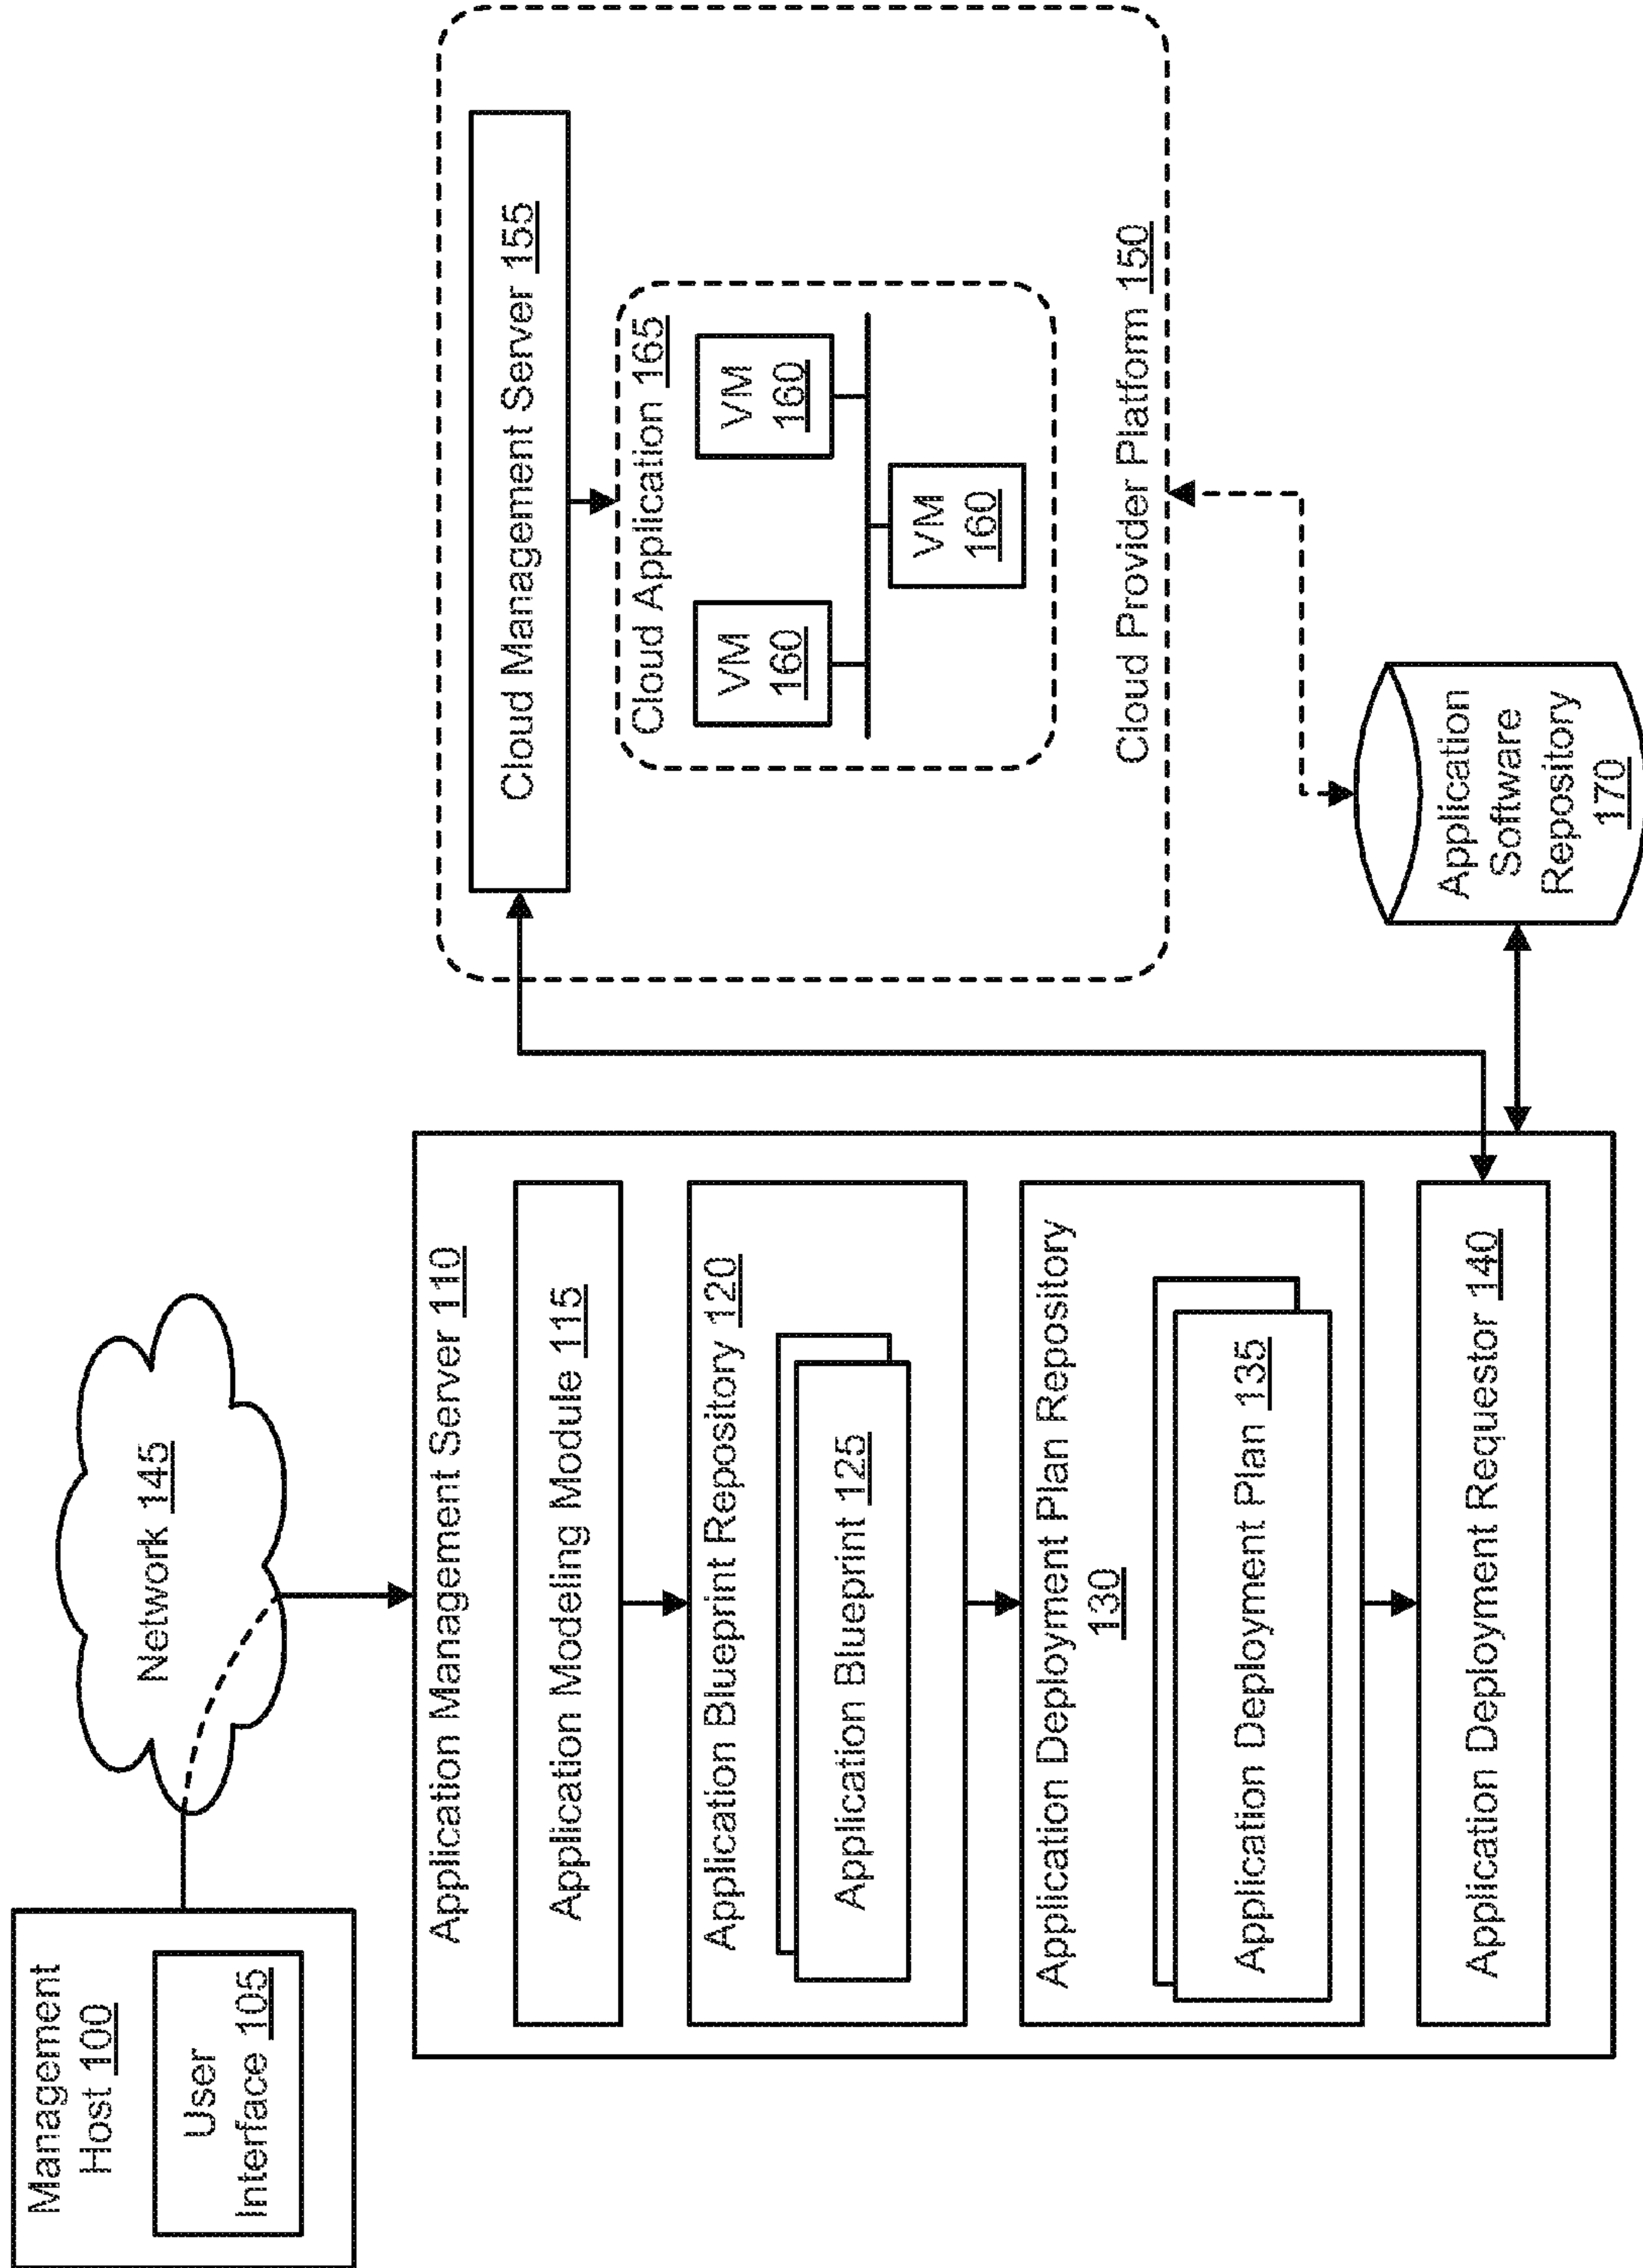 Management
Host 100
User
Interface 105
Network 145
Application Management Server 110
Application Modeling Module 115
Application Blueprint Repository 120
Application Blueprint 125
Application Deployment Plan Repository
130
Application Deployment Plan 135
Application Deployment Requestor 140
Cloud Management Server 155
Cloud Application 165
VM
160
VM
160
VM
160
Cloud Provider Platform 150
Application
Software
Repository
170